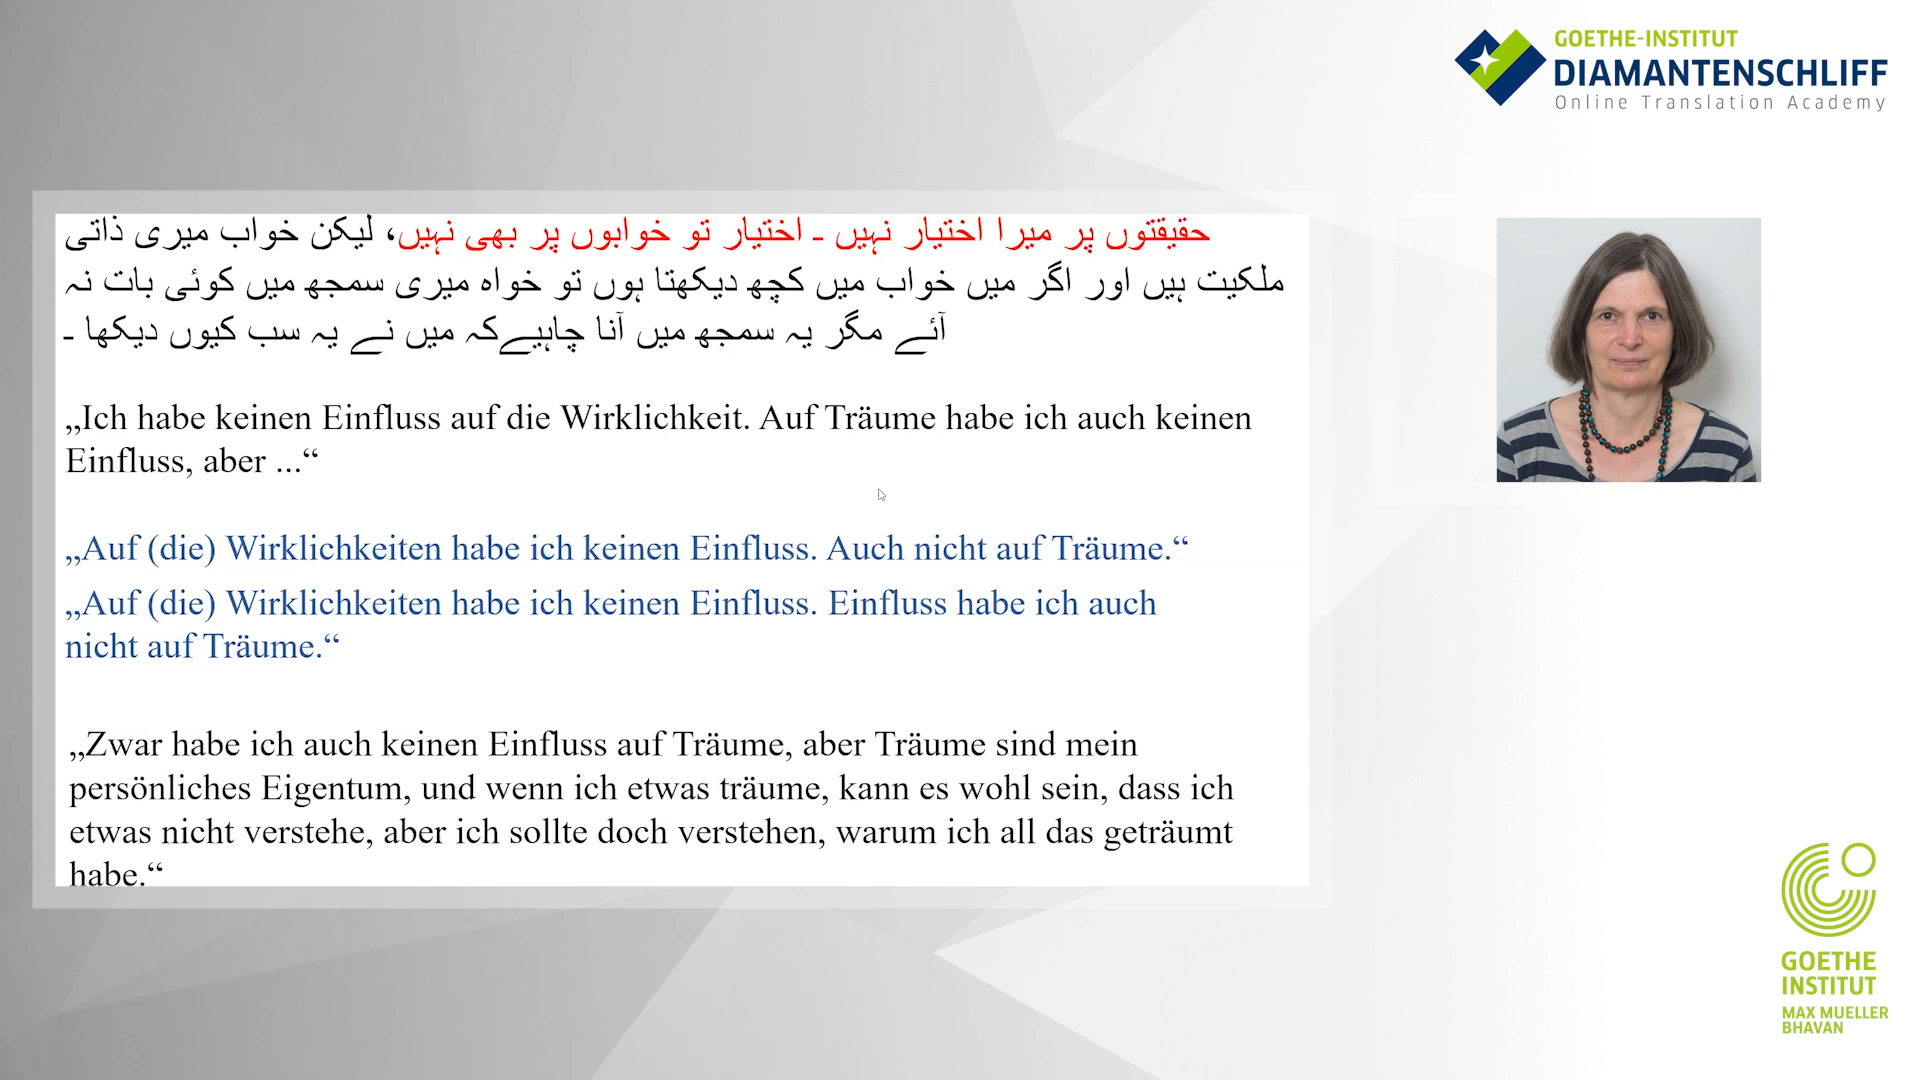 GOETHE-INSTITUT
DIAMANTENSCHLIFF
Online Translation Academy
حقیقتوں پر میرا اختیار نہیں ۔ اختیار تو خوابوں پر بھی نہیں، لیکن خواب میری ذاتی
ملکیت ہیں اور اگر میں خواب میں کچھ دیکھتا ہوں تو خواہ میری سمجھ میں کوئی بات نہ
آئے مگر یہ سمجھ میں آنا چاہیےکہ میں نے یہ سب کیوں دیکھا ۔
„Ich habe keinen Einfluss auf die Wirklichkeit. Auf Träume habe ich auch keinen
Einfluss, aber ...“
„Auf (die) Wirklichkeiten habe ich keinen Einfluss. Auch nicht auf Träume.“
„Auf (die) Wirklichkeiten habe ich keinen Einfluss. Einfluss habe ich auch
nicht auf Träume.“
„Zwar habe ich auch keinen Einfluss auf Träume, aber Träume sind mein
persönliches Eigentum, und wenn ich etwas träume, kann es wohl sein, dass ich
etwas nicht verstehe, aber ich sollte doch verstehen, warum ich all das geträumt
habe.“
GOETHE
INSTITUT
MAX MUELLER
BHAVAN